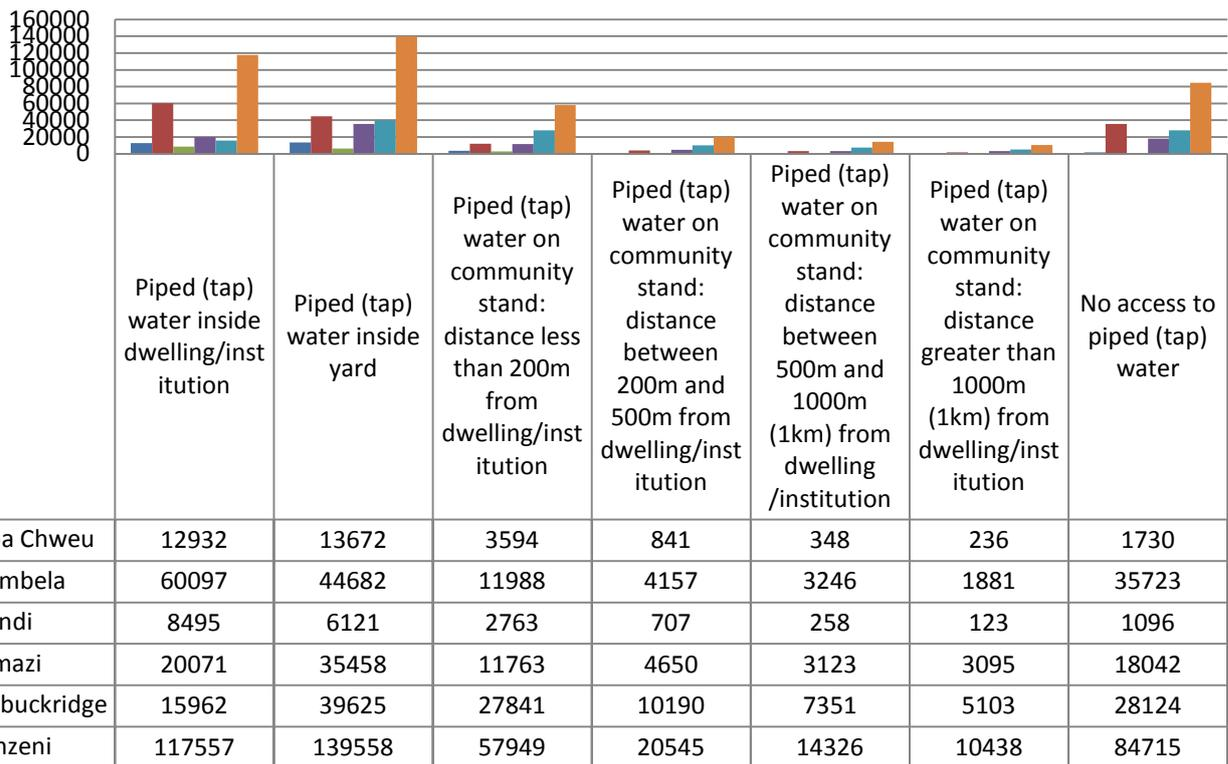 160000
140000
120000
100000
80000
60000
40000
20000
0
Piped (tap)
water inside
dwelling/inst
itution
Piped (tap)
water inside
yard
Piped (tap)
water on
community
stand:
distance less
than 200m
from
dwelling/inst
itution
Piped (tap)
water on
community
stand:
distance
between
200m and
500m from
dwelling/inst
itution
Piped (tap)
water on
community
stand:
distance
between
500m and
1000m
(1km) from
dwelling
/institution
Piped (tap)
water on
community
stand:
distance
greater than
1000m
(1km) from
dwelling/inst
itution
No access to
piped (tap)
water
a Chweu 12932 13672 3594 841 348 236 1730
mbela 60097 44682 11988 4157 3246 1881 35723
ndi 8495 6121 2763 707 258 123 1096
mazi 20071 35458 11763 4650 3123 3095 18042
buckridge 15962 39625 27841 10190 7351 5103 28124
nzeni 117557 139558 57949 20545 14326 10438 84715